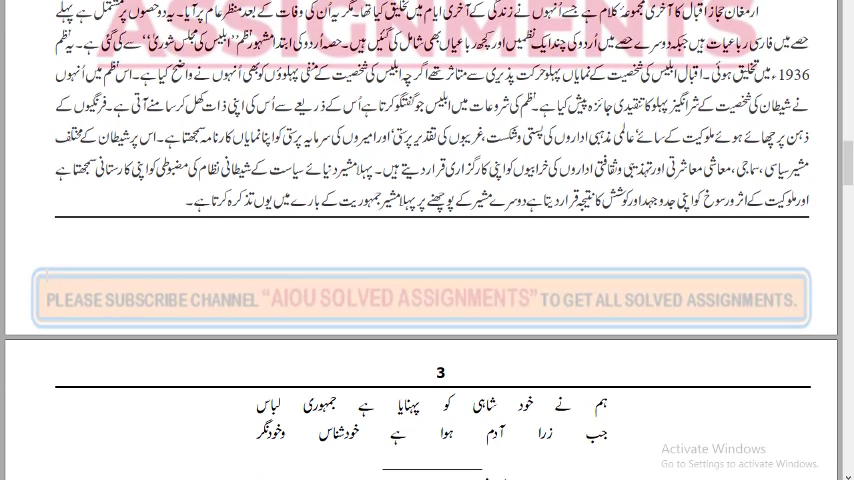 ASSIGNMENTS
ارمغانِ حجاز اقبال کا آخری مجموعۂ کلام ہے جسے اُنہوں نے زندگی کے آخری ایام میں تخلیق کیا تھا۔ مگر یہ اُن کی وفات کے بعد منظر عام پر آیا۔ یہ دو حصوں پر مشتمل ہے پہلے
حصے میں فارسی رباعیات ہیں جبکہ دوسرے حصے میں اُردو کی چند ایک نظمیں اور کچھ رباعیاں بھی شامل کی گئیں ہیں۔ حصہ اردو کی ابتدا مشہور نظم ’’ابلیس کی مجلس شوریٰ‘‘ سے کی گئی ہے۔ یہ نظم
1936ء میں تخلیق ہوئی۔ اقبال ابلیس کی شخصیت کے نمایاں پہلو حرکت پذیری سے متاثر تھے اگر چہ ابلیس کی شخصیت کے منفی پہلوؤں کو بھی اُنہوں نے واضح کیا ہے۔ اس نظم میں اُنہوں
نے شیطان کی شخصیت کے شر انگیز پہلو کا تنقیدی جائزہ پیش کیا ہے۔ نظم کی شروعات میں ابلیس جو گفتگو کرتا ہے اُس کے ذریعے سے اُس کی اپنی ذات کھل کر سامنے آتی ہے۔ فرنگیوں کے
ذہن پر چھائے ہوئے ملوکیت کے سائے‘ عالمی مذہبی اداروں کی پستی و شکست‘ غریبوں کی تقدیر پرستی‘ اور امیروں کی سرمایہ پرستی کو اپنا نمایاں کارنامہ سمجھتا ہے۔ اس پر شیطان کے مختلف
مشیر سیاسی، سماجی، معاشی معاشرتی اور تہذیبی و ثقافتی اداروں کی خرابیوں کو اپنی کارگزاری قرار دیتے ہیں۔ پہلا مشیر دنیائے سیاست کے شیطانی نظام کی مضبوطی کو اپنی کارستانی سمجھتا ہے
اور ملوکیت کے اثر و رسوخ کو اپنی جدوجہد اور کوشش کا نتیجہ قرار دیتا ہے دوسرے مشیر کے پوچھنے پر پہلا مشیر جمہوریت کے بارے میں یوں تذکرہ کرتا ہے۔
PLEASE SUBSCRIBE CHANNEL “AIOU SOLVED ASSIGNMENTS” TO GET ALL SOLVED ASSIGNMENTS.
3
ہم نے خود شاہی کو پہنایا ہے جمہوری لباس
جب زرا آدم ہوا ہے خود شناس و خود نگر
Activate Windows
Go to Settings to activate Windows.